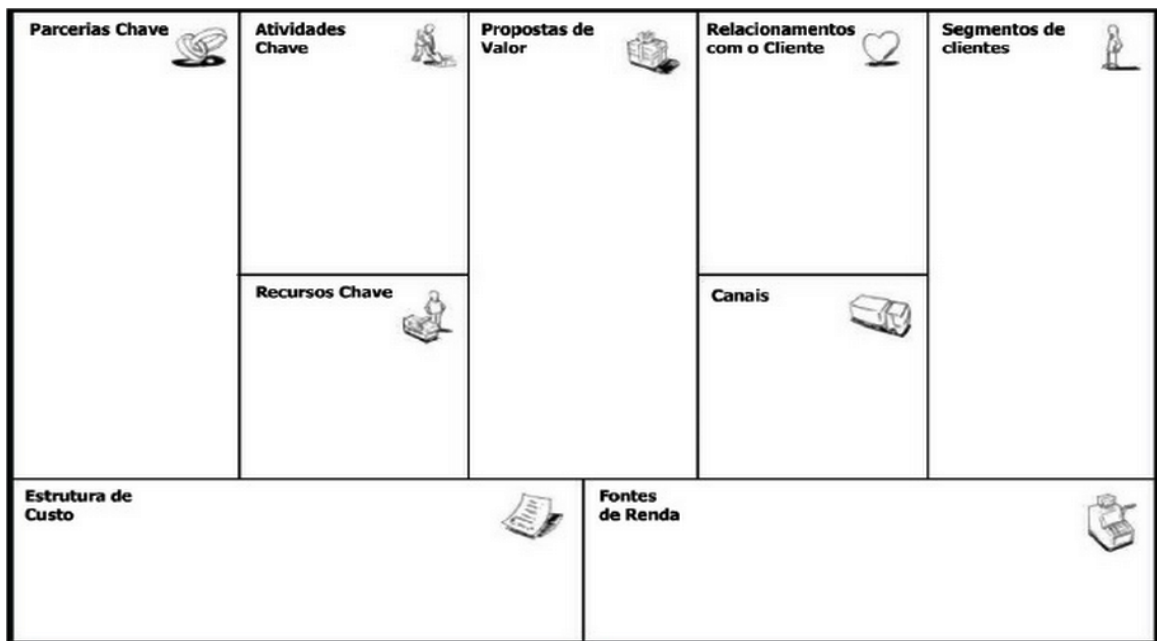 Parcerias Chave
Atividades
Chave
Propostas de
Valor
Relacionamentos
com o Cliente
Segmentos de
clientes
Recursos Chave
Canais
Estrutura de
Custo
Fontes
de Renda